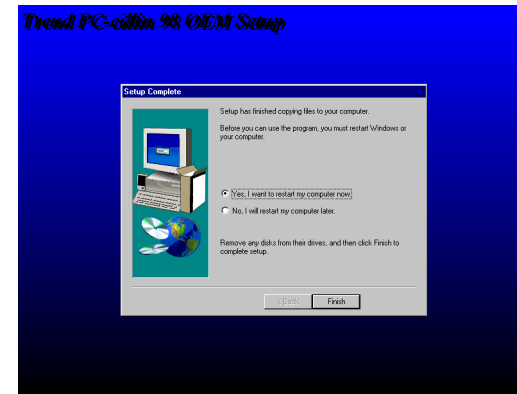 Trend PC-cillin 98 OEM Setup
Setup Complete
Setup has finished copying files to your computer.
Before you can use the program, you must restart Windows or
your computer.
Yes, I want to restart my computer now.
No, I will restart my computer later.
Remove any disks from their drives, and then click Finish to
complete setup.
< Back
Finish